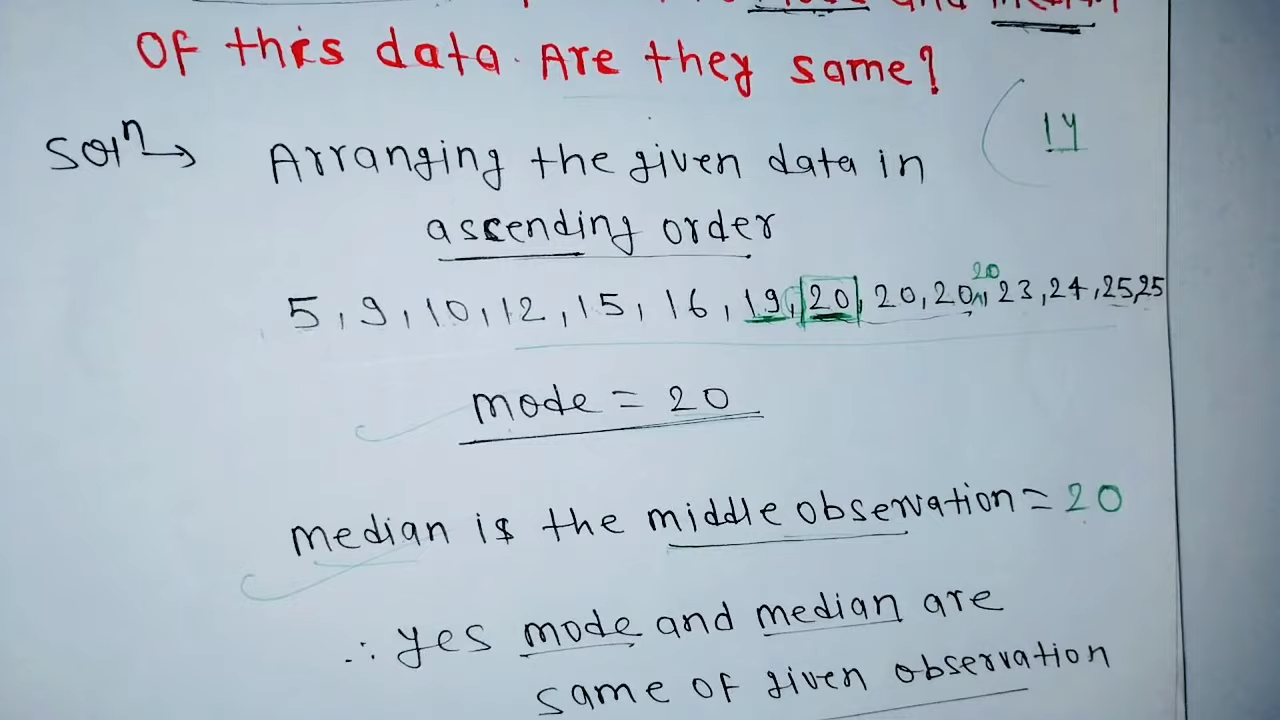 and
Of this data. Are they same?
14
Solⁿ→ Arranging the given data in
ascending order
20
5, 9, 10, 12, 15, 16, 19, 20, 20, 20, 23, 24, 25, 25
mode = 20
median is the middle observation = 20
∴ yes mode and median are
same of given observation